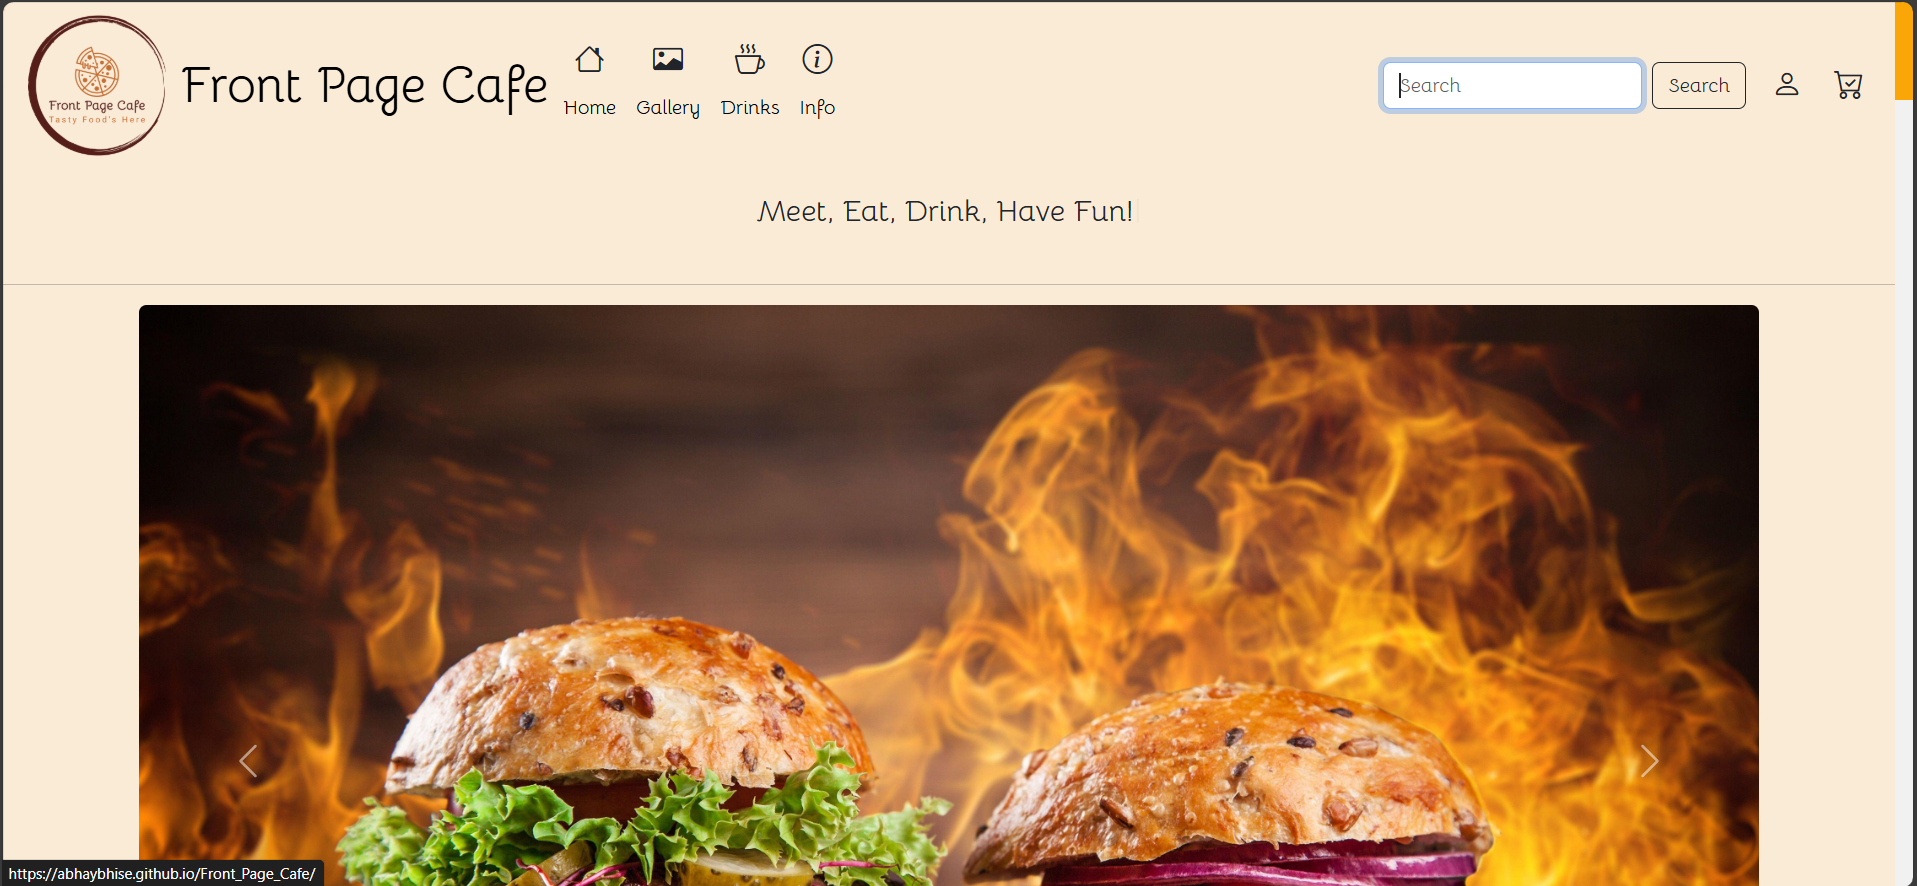 Front Page Cafe
Tasty Food's Here
Front Page Cafe
Home
Gallery
Drinks
Info
Search
Search
Meet, Eat, Drink, Have Fun!
https://abhaybhise.github.io/Front_Page_Cafe/